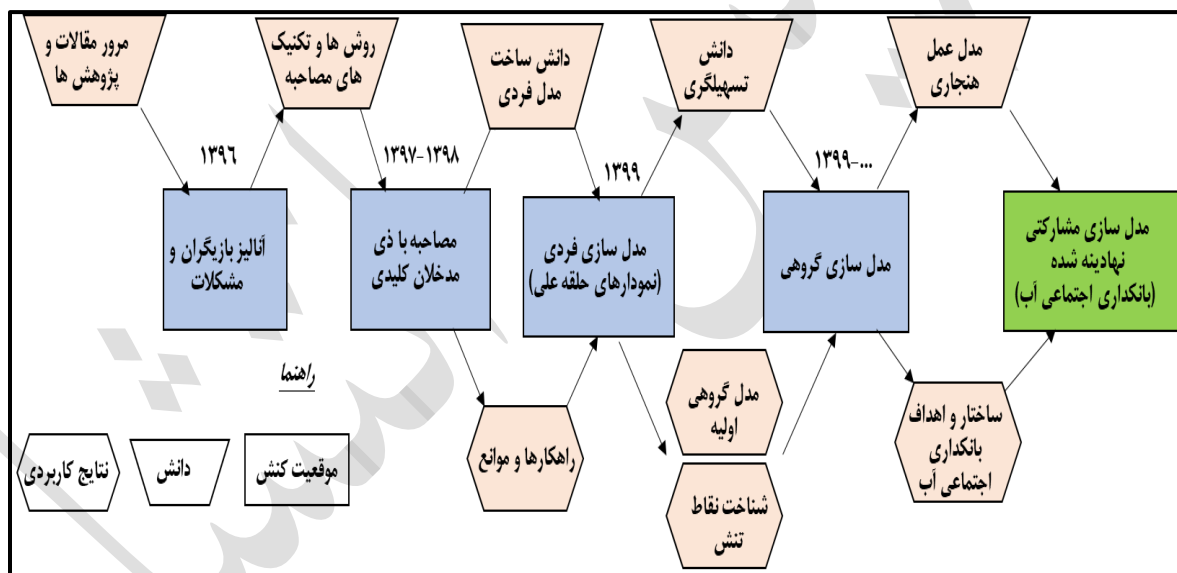 مرور مقالات و
پژوهش ها
روش ها و تکنیک
های مصاحبه
دانش ساخت
مدل فردی
دانش
تسهیلگری
مدل عمل
هنجاری
۱۳۹۶
۱۳۹۷-۱۳۹۸
۱۳۹۹
۱۳۹۹-...
آنالیز بازیگران و
مشکلات
مصاحبه با ذی
مدخلان کلیدی
مدل سازی فردی
(نمودارهای حلقه علی)
مدل سازی گروهی
مدل سازی مشارکتی
نهادینه شده
(بانکداری اجتماعی آب)
راهکارها و موانع
مدل گروهی
اولیه
شناخت نقاط
تنش
ساختار و اهداف
بانکداری
اجتماعی آب
راهنما
موقعیت کنش
دانش
نتایج کاربردی